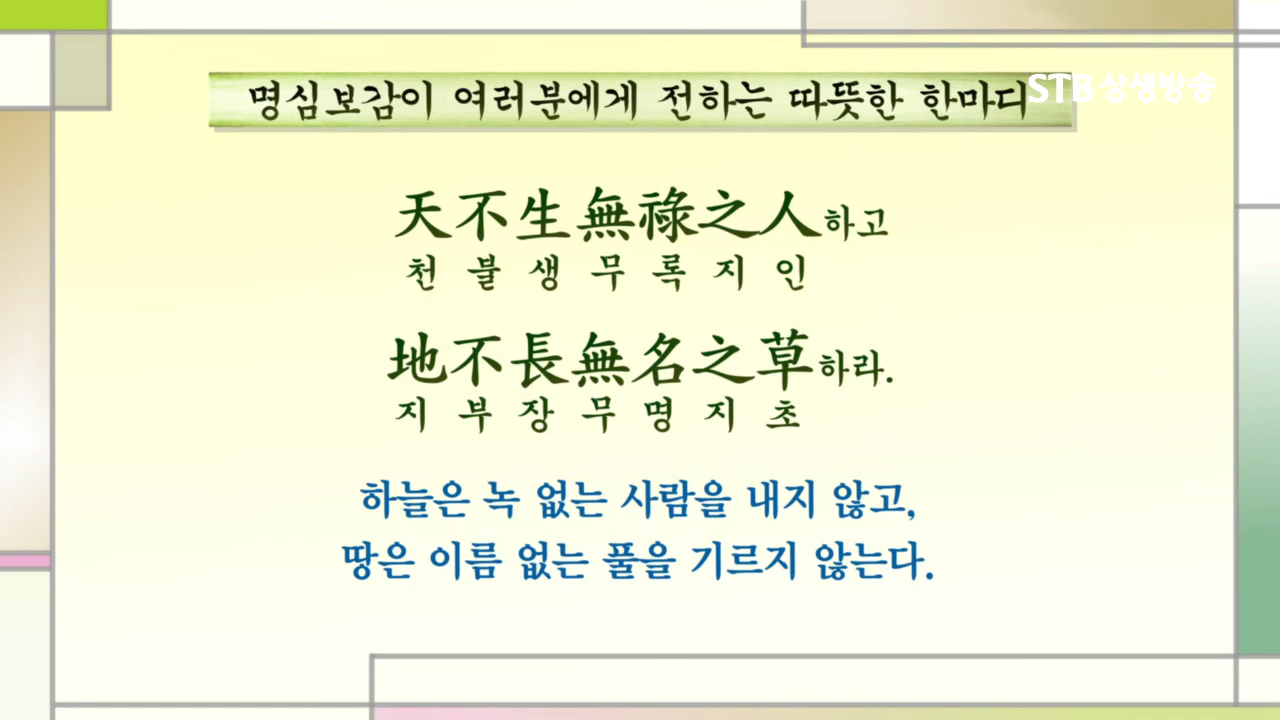 명심보감이 여러분에게 전하는 따뜻한 한마디
STB 상생방송
天不生無祿之人하고
천 불 생 무 록 지 인
地不長無名之草하라.
지 부 장 무 명 지 초
하늘은 녹 없는 사람을 내지 않고,
땅은 이름 없는 풀을 기르지 않는다.